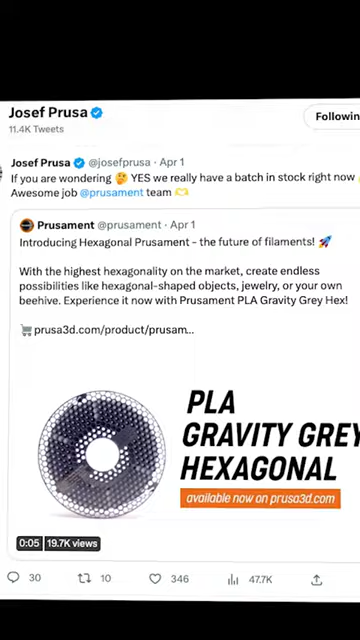 Josef Prusa
11.4K Tweets
Josef Prusa @josefprusa · Apr 1
If you are wondering 🤔 YES we really have a batch in stock right now
Awesome job @prusament team 🫶
Prusament @prusament · Apr 1
Introducing Hexagonal Prusament - the future of filaments! 🚀
With the highest hexagonality on the market, create endless
possibilities like hexagonal-shaped objects, jewelry, or your own
beehive. Experience it now with Prusament PLA Gravity Grey Hex!
🛒prusa3d.com/product/prusam...
PLA
GRAVITY GREY
HEXAGONAL
available now on prusa3d.com
0:05 19.7K views
30 10 346 47.7K